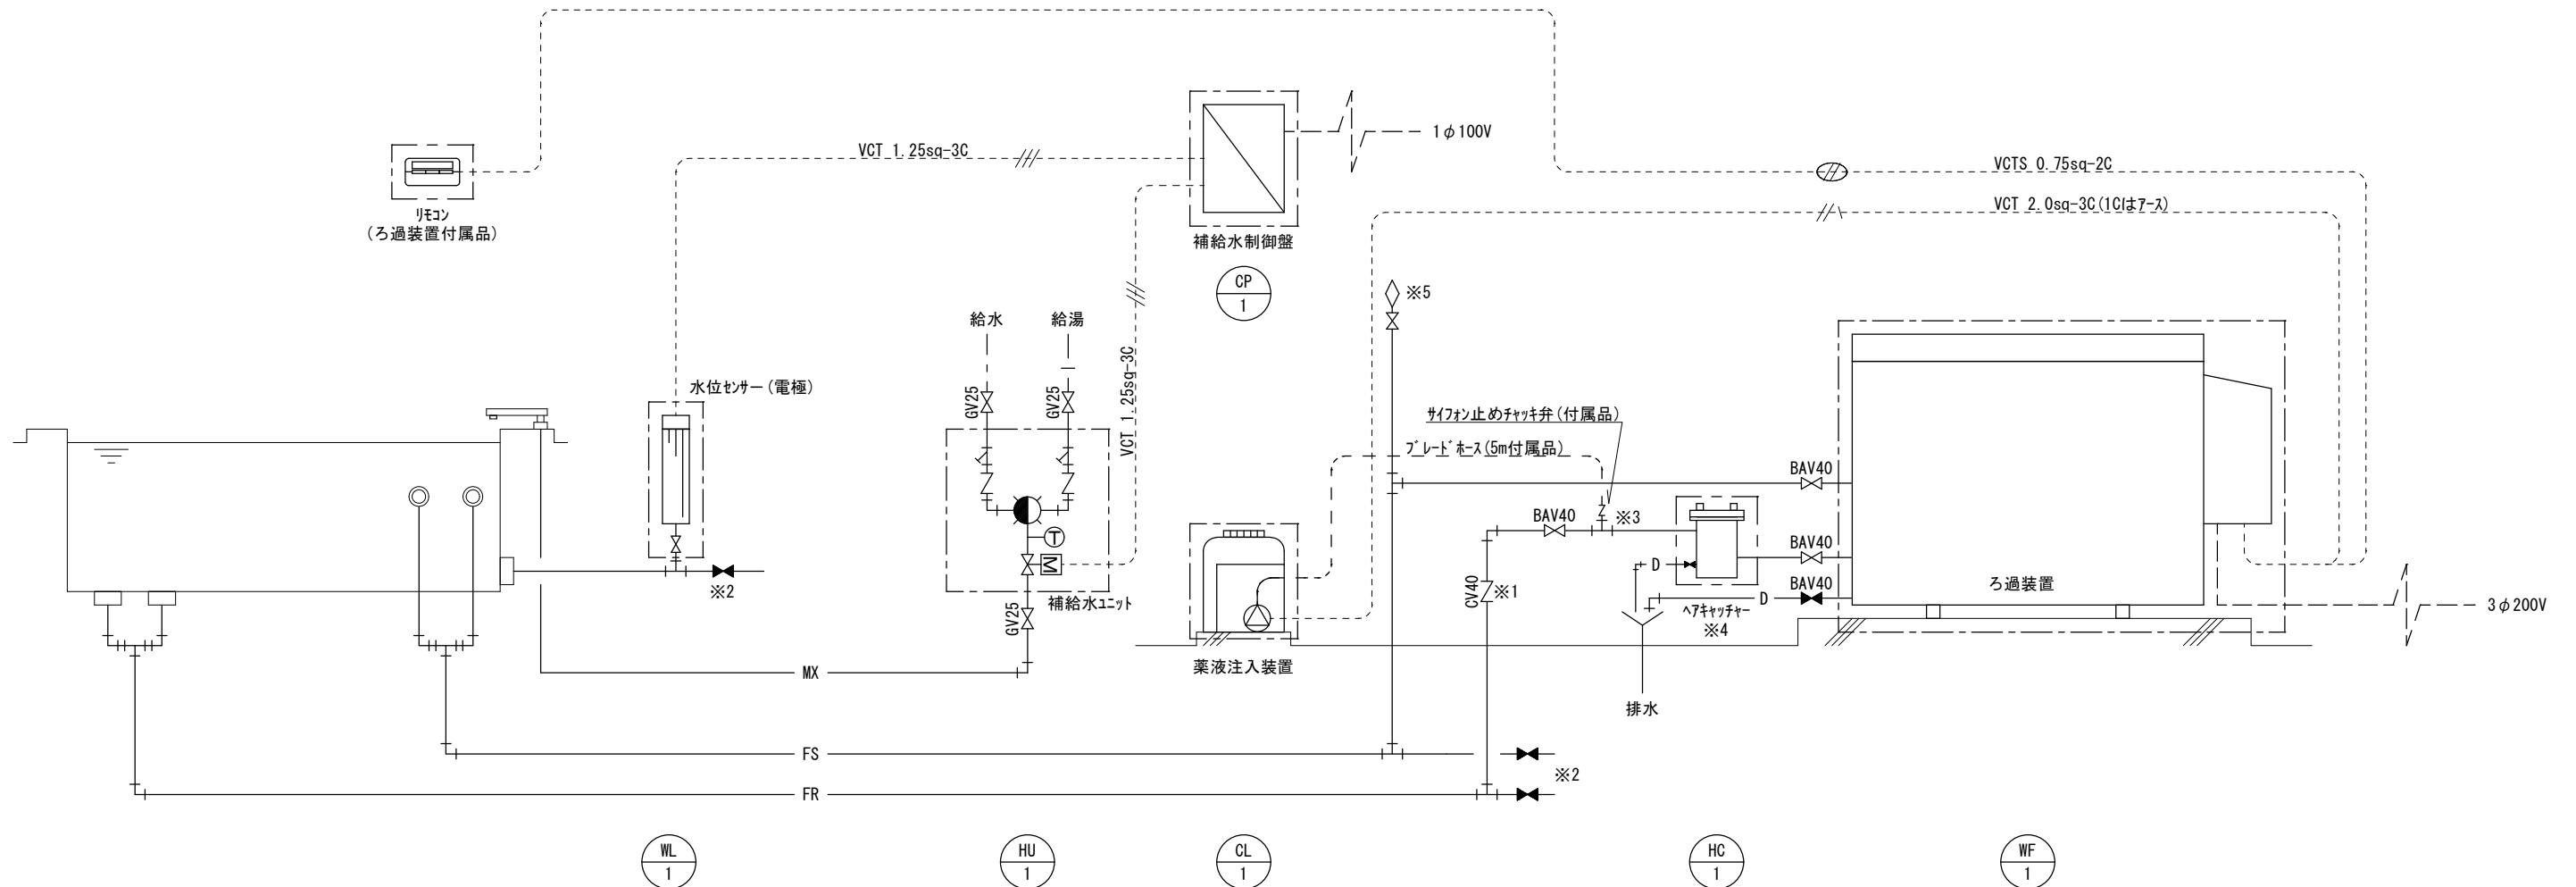 1φ100V
VCT 1.25sq-3C
VCTS 0.75sq-2C
リモコン
(ろ過装置付属品)
VCT 2.0sq-3C(1Cはアース)
補給水制御盤
CP
1
※5
給水
給湯
VCT 1.25sq-3C
水位センサー(電極)
GV25
GV25
サイフォン止めチャッキ弁(付属品)
ブレードホース(5m付属品)
BAV40
BAV40
※3
T
M
BAV40
D
ろ過装置
※2
CV40
※1
BAV40
D
補給水ユニット
GV25
ヘアキャッチャー
※4
3φ200V
薬液注入装置
MX
排水
FS
※2
FR
WL
1
HU
1
CL
1
HC
1
WF
1